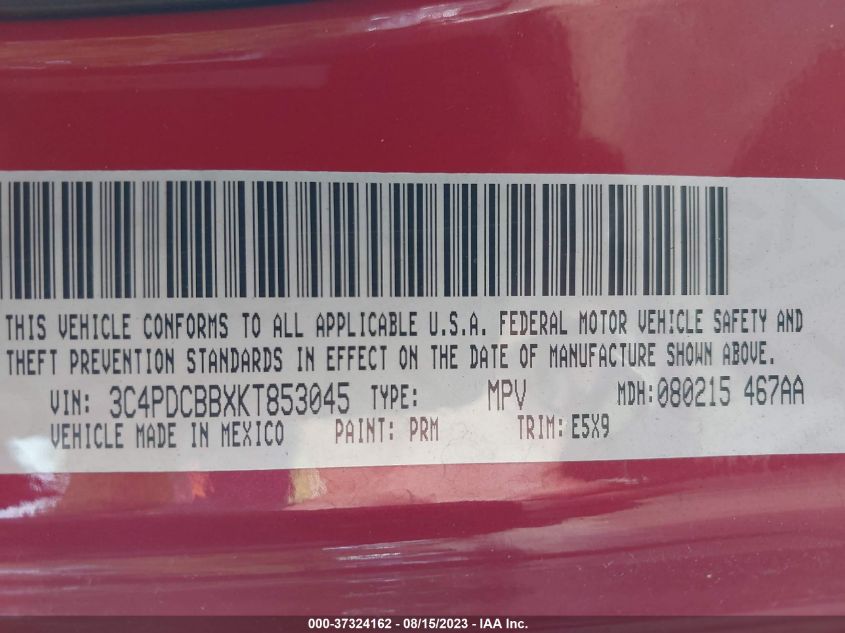 THIS VEHICLE CONFORMS TO ALL APPLICABLE U.S.A. FEDERAL MOTOR VEHICLE SAFETY AND
THEFT PREVENTION STANDARDS IN EFFECT ON THE DATE OF MANUFACTURE SHOWN ABOVE.
VIN: 3C4PDCBBXKT853045 TYPE: MPV MDH:080215 467AA
VEHICLE MADE IN MEXICO PAINT: PRM TRIM: E5X9
000-37324162 - 08/15/2023 - IAA Inc.